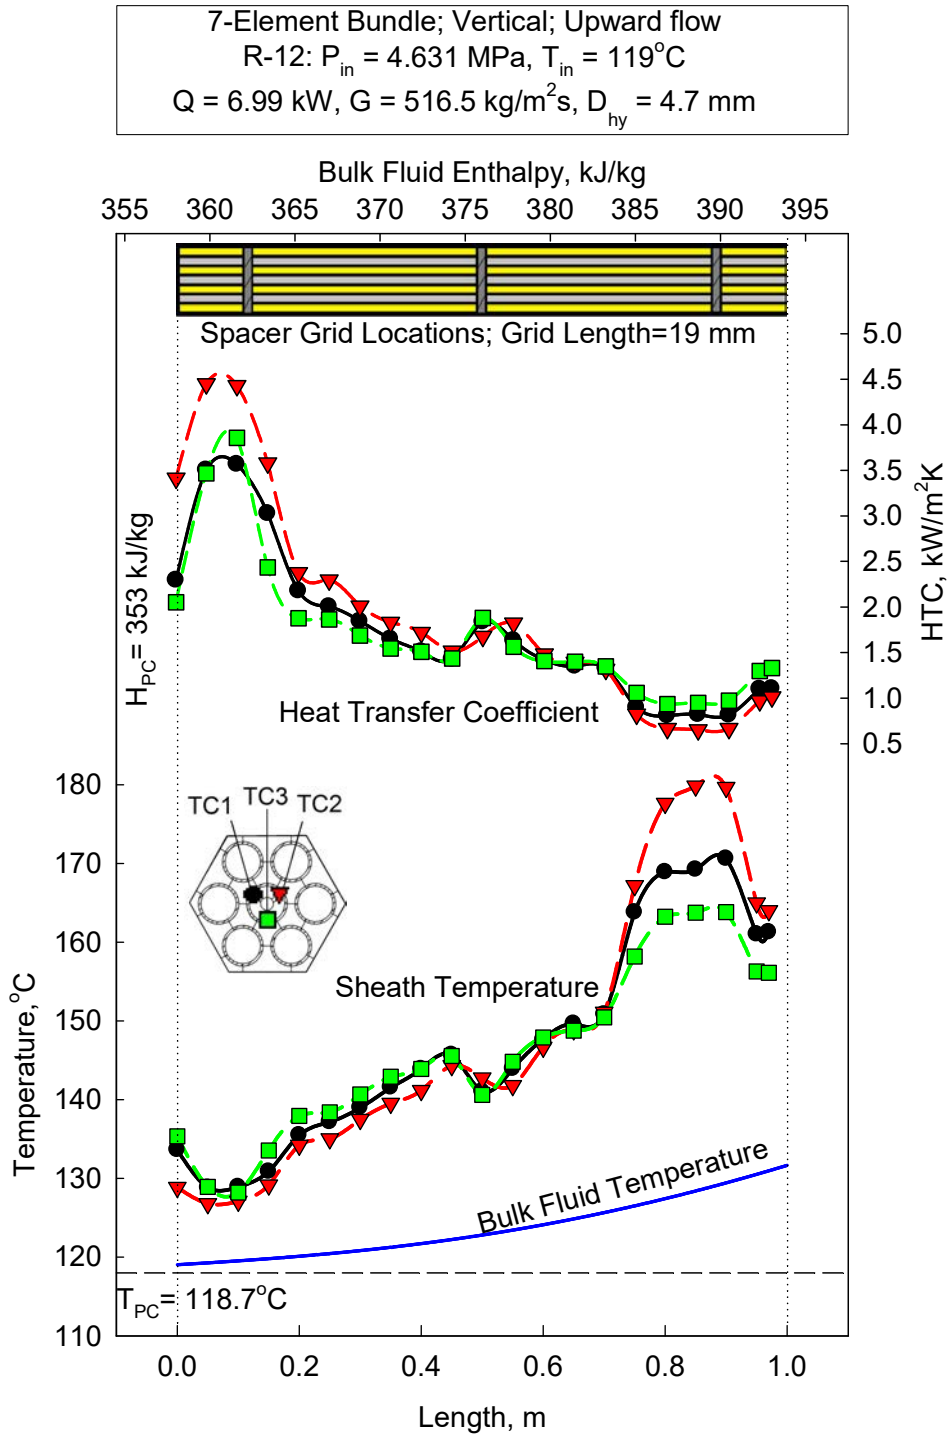 7-Element Bundle; Vertical; Upward flow
R-12: P_in = 4.631 MPa, T_in = 119°C
Q = 6.99 kW, G = 516.5 kg/m²s, D_hy = 4.7 mm
Bulk Fluid Enthalpy, kJ/kg
355 360 365 370 375 380 385 390 395
Spacer Grid Locations; Grid Length=19 mm
5.0
4.5
4.0
3.5
3.0
2.5
2.0
1.5
1.0
0.5
HTC, kW/m²K
H_PC= 353 kJ/kg
Heat Transfer Coefficient
TC1 TC3 TC2
Sheath Temperature
Bulk Fluid Temperature
T_PC= 118.7°C
180
170
160
150
140
130
120
110
Temperature,°C
0.0 0.2 0.4 0.6 0.8 1.0
Length, m